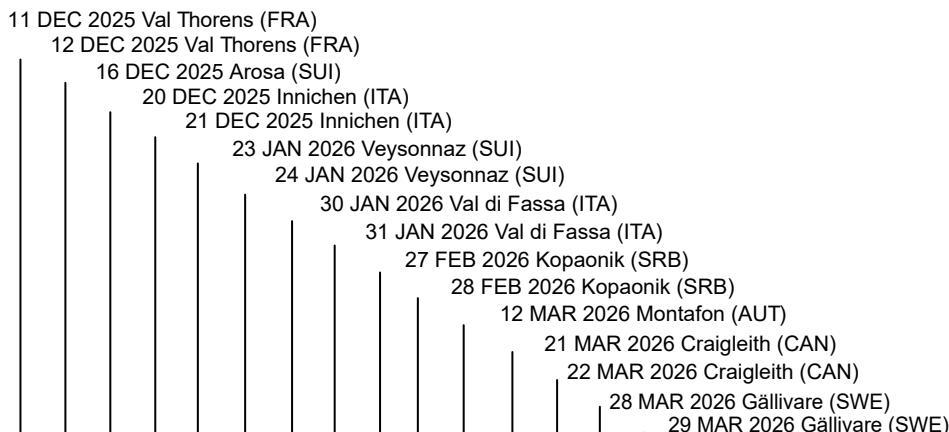 11 DEC 2025 Val Thorens (FRA)
12 DEC 2025 Val Thorens (FRA)
16 DEC 2025 Arosa (SUI)
20 DEC 2025 Innichen (ITA)
21 DEC 2025 Innichen (ITA)
23 JAN 2026 Veysonnaz (SUI)
24 JAN 2026 Veysonnaz (SUI)
30 JAN 2026 Val di Fassa (ITA)
31 JAN 2026 Val di Fassa (ITA)
27 FEB 2026 Kopaonik (SRB)
28 FEB 2026 Kopaonik (SRB)
12 MAR 2026 Montafon (AUT)
21 MAR 2026 Craigleith (CAN)
22 MAR 2026 Craigleith (CAN)
28 MAR 2026 Gällivare (SWE)
29 MAR 2026 Gällivare (SWE)